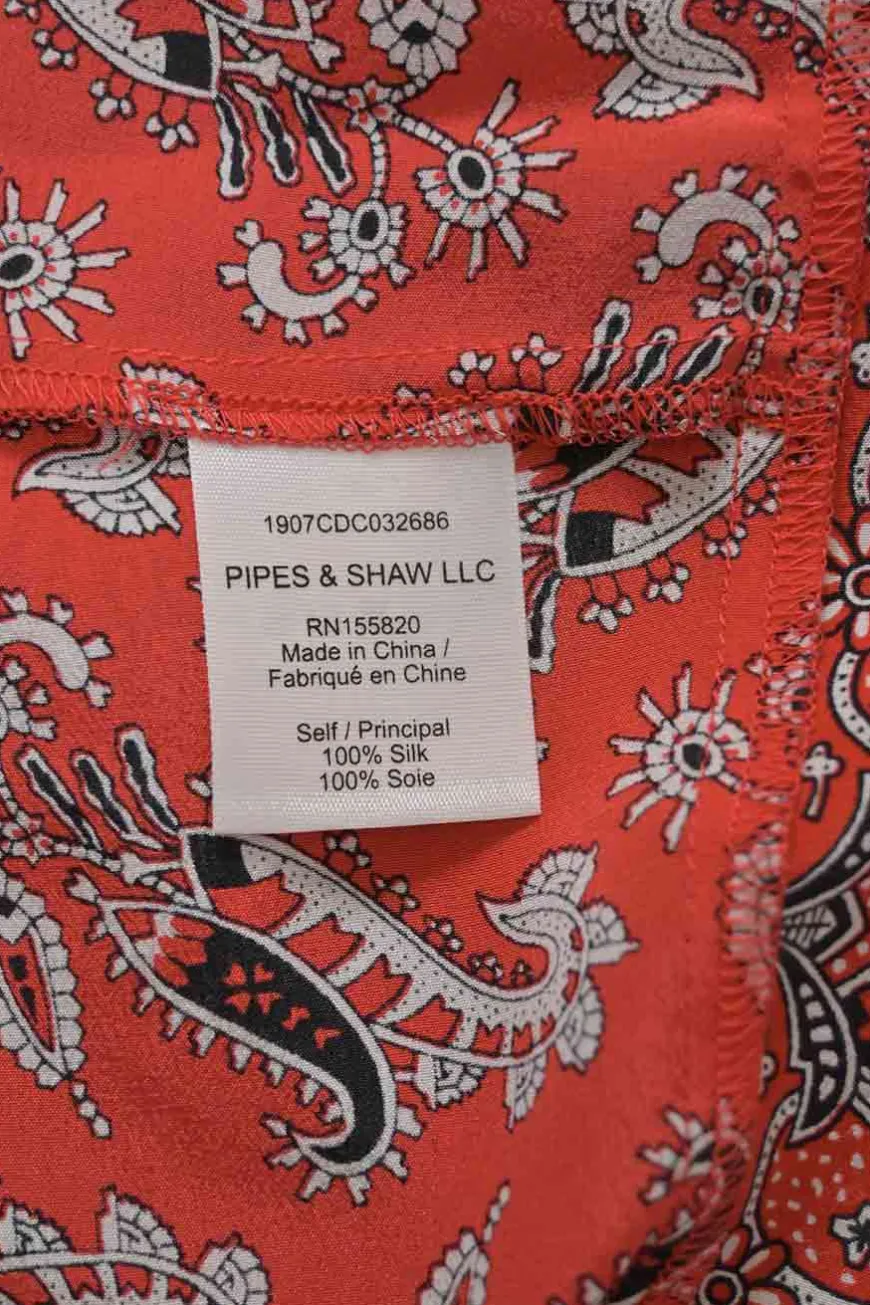 1907CDC032686
PIPES & SHAW LLC
RN155820
Made in China /
Fabriqué en Chine
Self / Principal
100% Silk
100% Soie